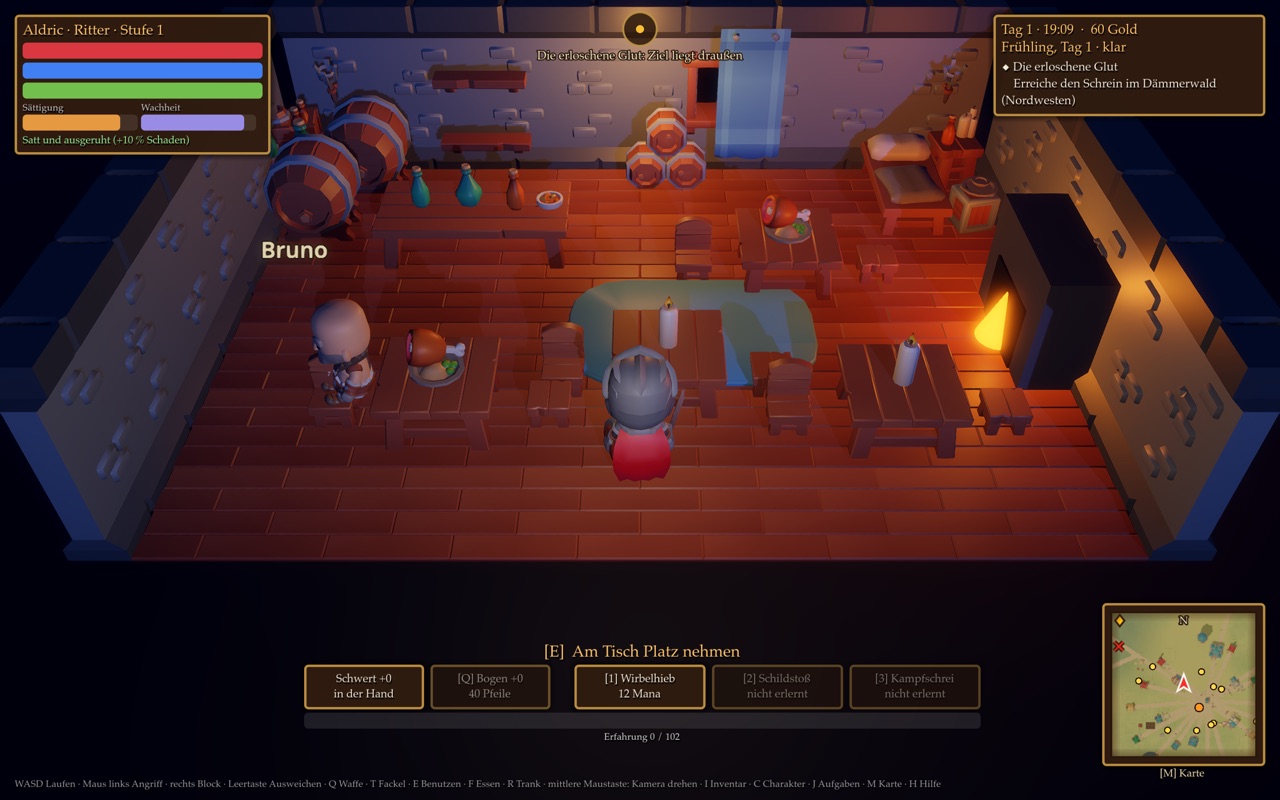 Aldric · Ritter · Stufe 1
Sättigung
Wachheit
Satt und ausgeruht (+10 % Schaden)
Die erloschene Glut: Ziel liegt draußen
Tag 1 · 19:09 · 60 Gold
Frühling, Tag 1 · klar
Die erloschene Glut
Erreiche den Schrein im Dämmerwald
(Nordwesten)
Bruno
[E] Am Tisch Platz nehmen
Schwert +0
in der Hand
[Q] Bogen +0
40 Pfeile
[1] Wirbelhieb
12 Mana
[2] Schildstoß
nicht erlernt
[3] Kampfschrei
nicht erlernt
Erfahrung 0 / 102
N
[M] Karte
WASD Laufen · Maus links Angriff · rechts Block · Leertaste Ausweichen · Q Waffe · T Fackel · E Benutzen · F Essen · R Trank · mittlere Maustaste: Kamera drehen · I Inventar · C Charakter · J Aufgaben · M Karte · H Hilfe